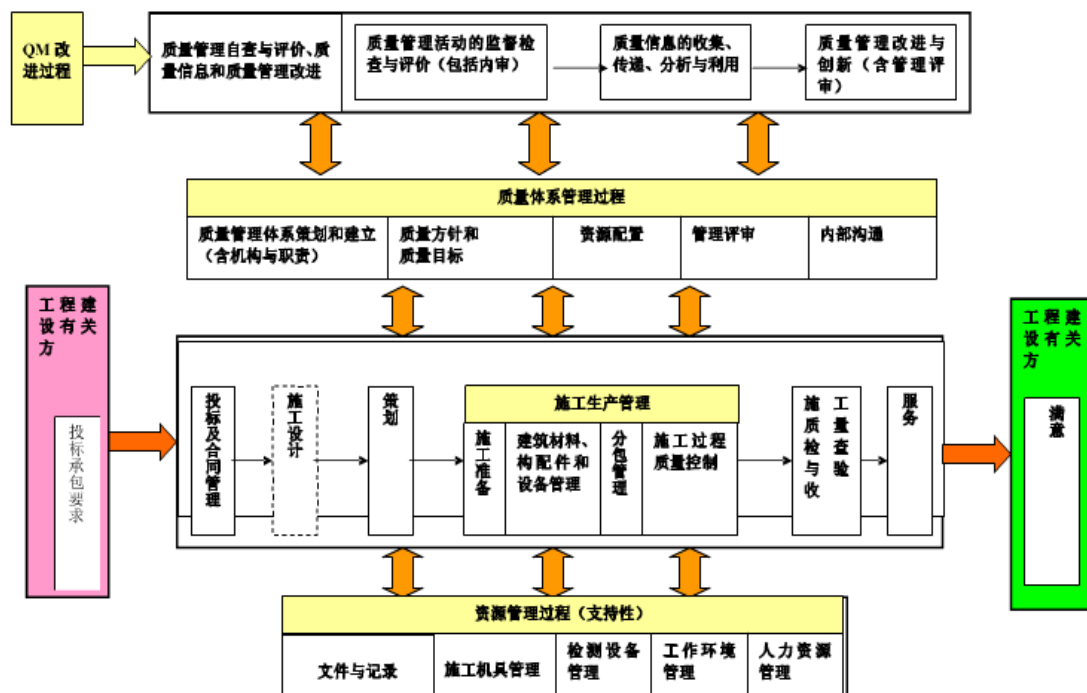 QM 改
进过程
质量管理自查与评价、质
量信息和质量管理改进
质量管理活动的监督检
查与评价（包括内审）
质量信息的收集、
传递、分析与利用
质量管理改进与
创新（含管理评
审）
质量体系管理过程
质量管理体系策划和建立
（含机构与职责）
质量方针和
质量目标
资源配置
管理评审
内部沟通
工程建
设有关
方
投标承包要求
投标及合同管理
施工设计
策划
施工生产管理
施工准备
建筑材料、
构配件和
设备管理
分包管理
施工过程
质量控制
施工
质量
检查
与验
收
服务
工程建
设有关
方
满意
资源管理过程（支持性）
文件与记录
施工机具管理
检测设备
管理
工作环境
管理
人力资源
管理